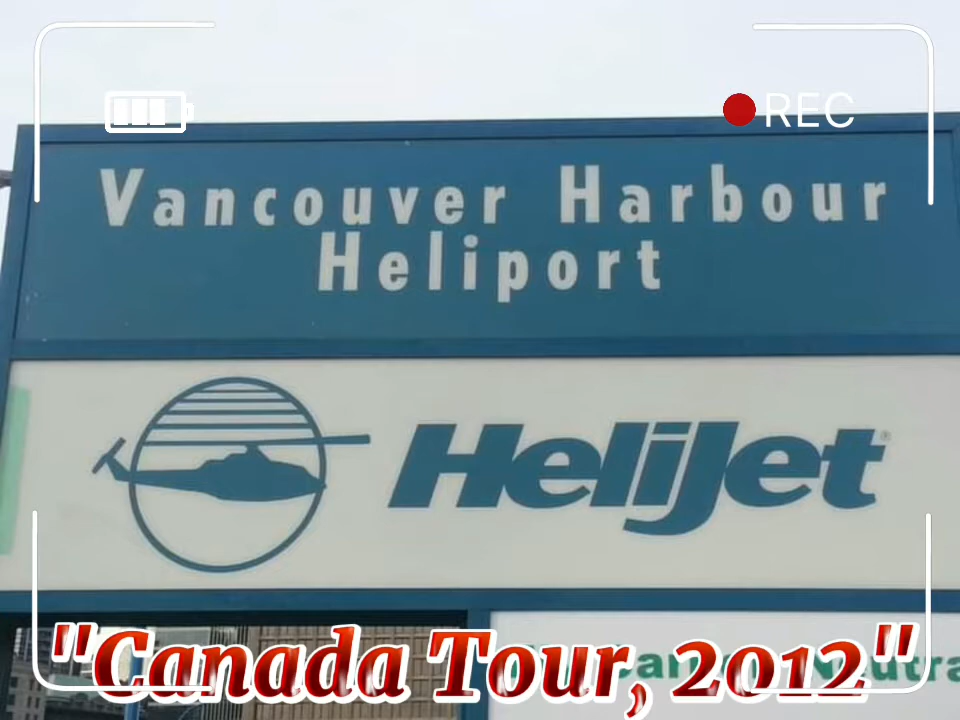 REC
Vancouver Harbour
Heliport
HeliJet®
"Canada Tour, 2012"